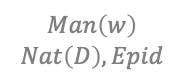 Man(w)
Nat(D), Epid